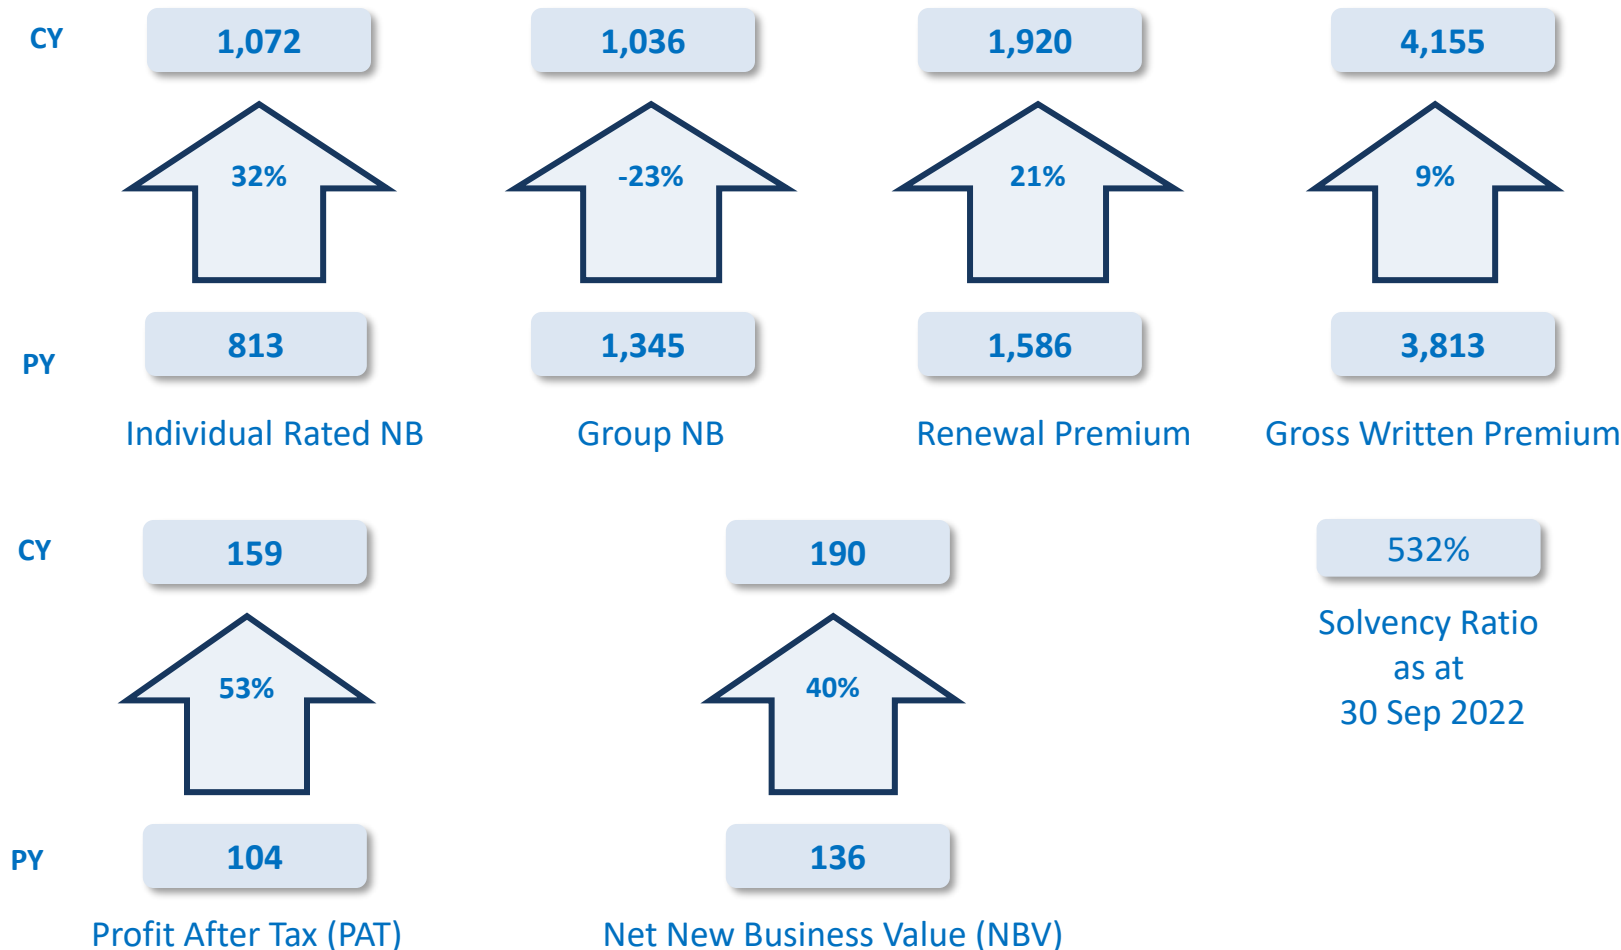 CY
1,072
1,036
1,920
4,155
32%
-23%
21%
9%
PY
813
1,345
1,586
3,813
Individual Rated NB
Group NB
Renewal Premium
Gross Written Premium
CY
159
190
532%
Solvency Ratio
as at
30 Sep 2022
53%
40%
PY
104
136
Profit After Tax (PAT)
Net New Business Value (NBV)